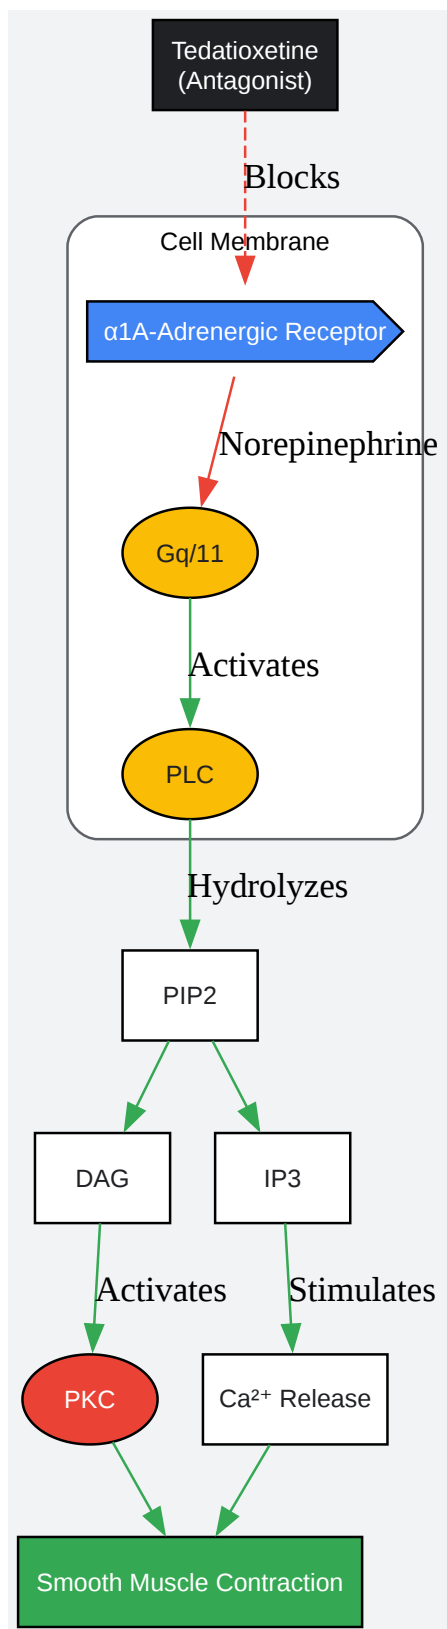 Tedatioxetine
(Antagonist)
Blocks
Cell Membrane
α1A-Adrenergic Receptor
Norepinephrine
Gq/11
Activates
PLC
Hydrolyzes
PIP2
DAG
IP3
Activates
Stimulates
PKC
Ca²⁺ Release
Smooth Muscle Contraction